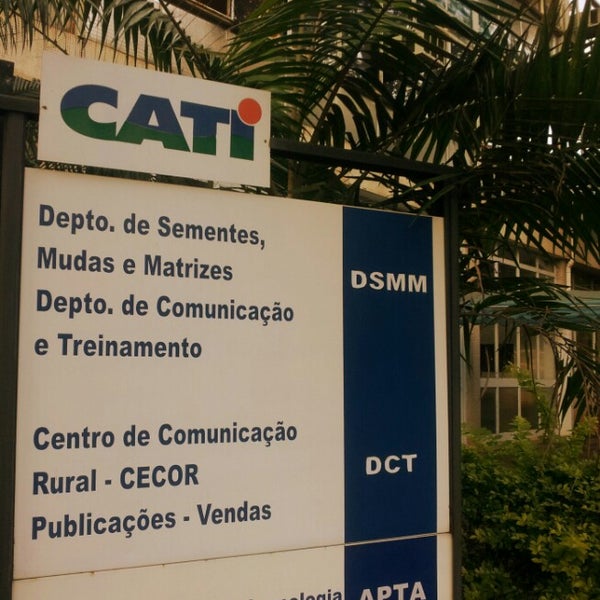 CATI
Depto. de Sementes,
Mudas e Matrizes
DSMM
Depto. de Comunicação
e Treinamento
Centro de Comunicação
Rural - CECOR
DCT
Publicações - Vendas
APTA